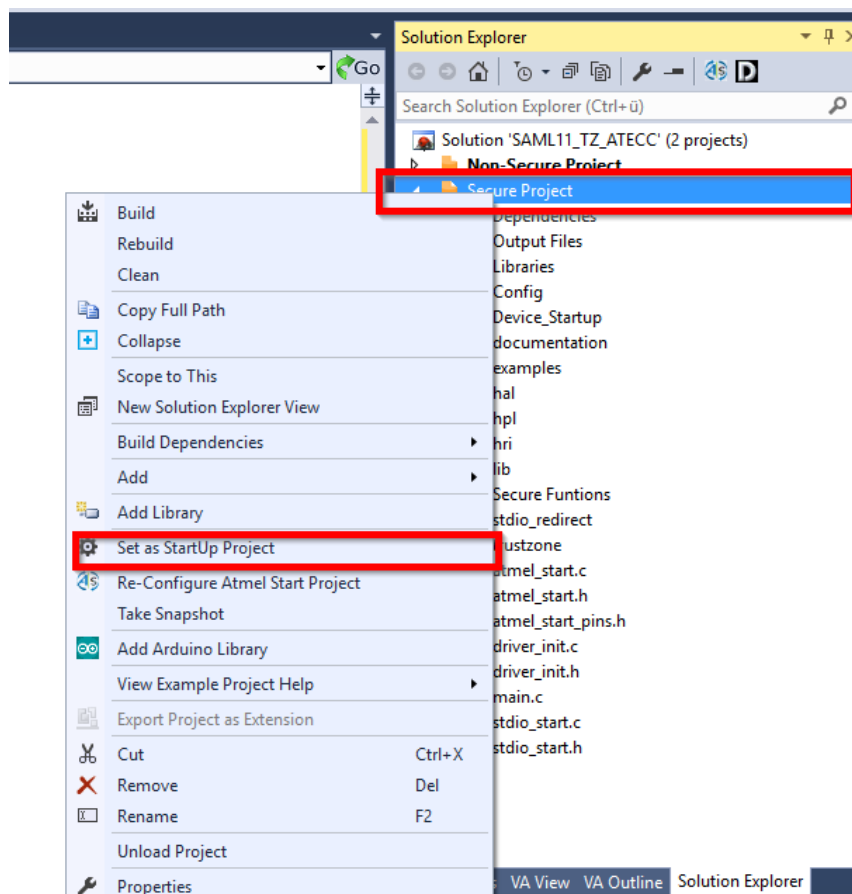 Solution Explorer
Go
Search Solution Explorer (Ctrl+ü)
Solution 'SAML11_TZ_ATECC' (2 projects)
Non-Secure Project
Secure Project
Dependencies
Output Files
Libraries
Config
Device_Startup
documentation
examples
hal
hpl
hri
lib
Secure Funtions
stdio_redirect
trustzone
atmel_start.c
atmel_start.h
atmel_start_pins.h
driver_init.c
driver_init.h
main.c
stdio_start.c
stdio_start.h
Build
Rebuild
Clean
Copy Full Path
Collapse
Scope to This
New Solution Explorer View
Build Dependencies
Add
Add Library
Set as StartUp Project
Re-Configure Atmel Start Project
Take Snapshot
Add Arduino Library
View Example Project Help
Export Project as Extension
Cut Ctrl+X
Remove Del
Rename F2
Unload Project
Properties
VA View VA Outline Solution Explorer